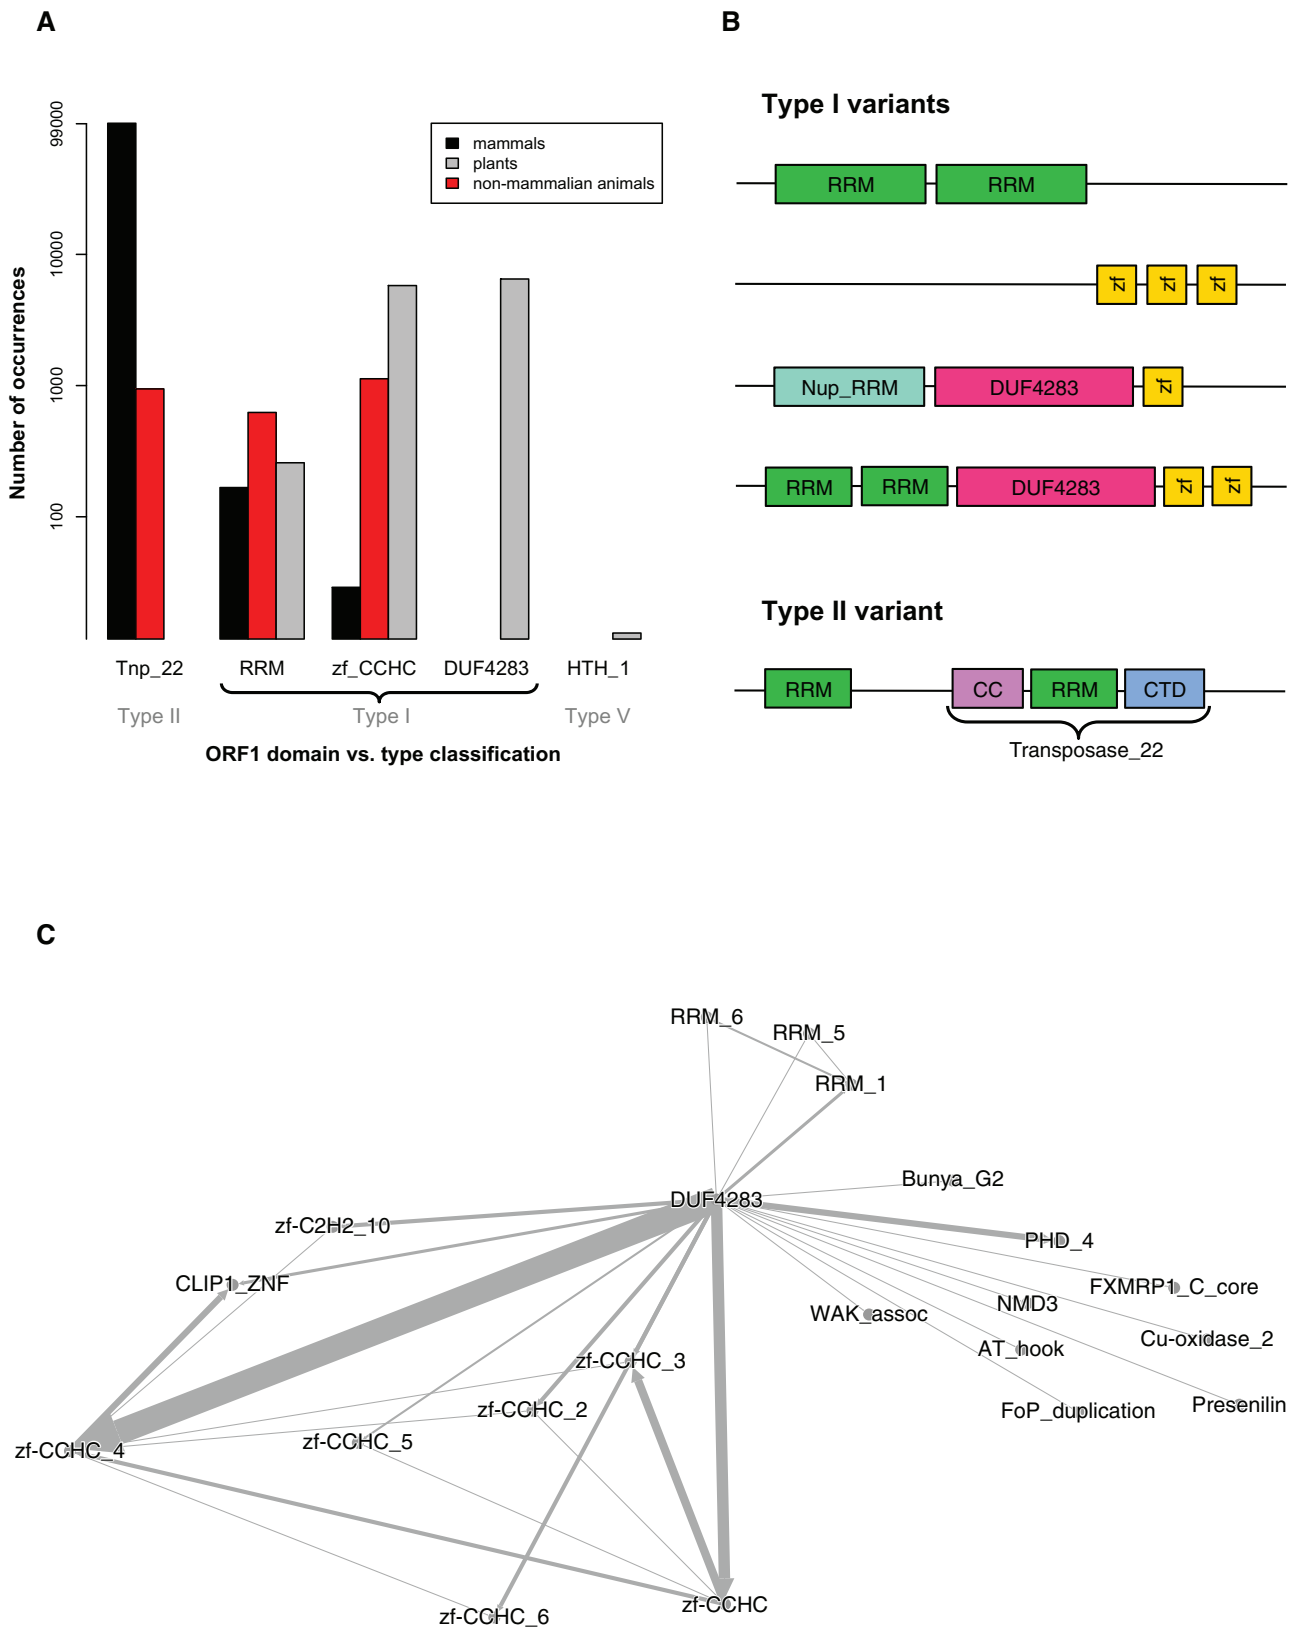 A
99000
10000
1000
100
Number of occurrences
mammals
plants
non-mammalian animals
Tnp_22
RRM
zf_CCHC
DUF4283
HTH_1
Type II
Type I
Type V
ORF1 domain vs. type classification
B
Type I variants
RRM RRM
zf zf zf
Nup_RRM DUF4283 zf
RRM RRM DUF4283 zf zf
Type II variant
RRM CC RRM CTD
Transposase_22
C
RRM_6
RRM_5
RRM_1
Bunya_G2
DUF4283
zf-C2H2_10
PHD_4
CLIP1_ZNF
FXMRP1_C_core
NMD3
WAK_assoc
Cu-oxidase_2
AT_hook
zf-CCHC_3
Presenilin
zf-CCHC_2
FoP_duplication
zf-CCHC_5
zf-CCHC_4
zf-CCHC
zf-CCHC_6